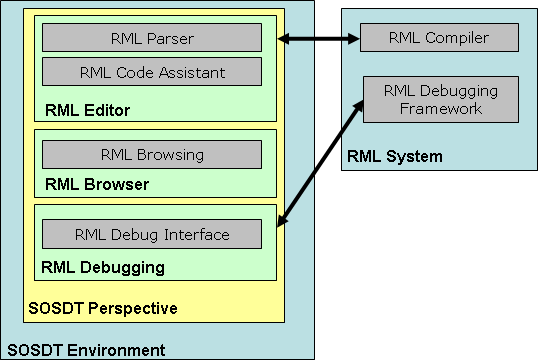 RML Parser
RML Code Assistant
RML Editor
RML Browsing
RML Browser
RML Debug Interface
RML Debugging
SOSDT Perspective
SOSDT Environment
RML Compiler
RML Debugging
Framework
RML System